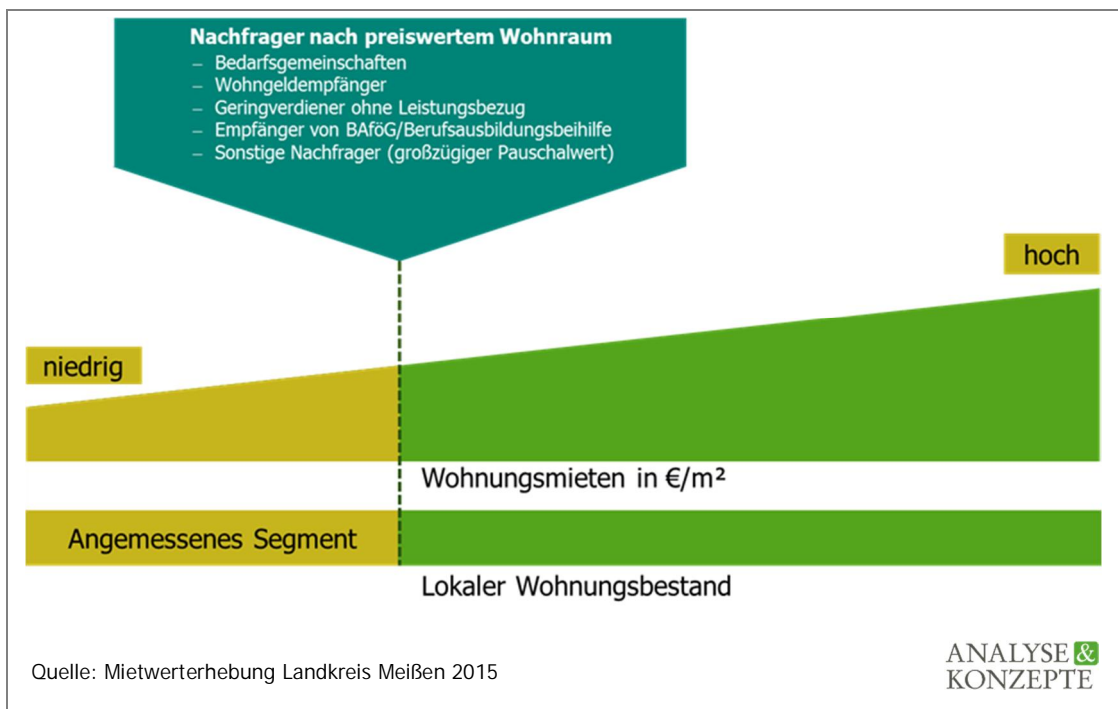 Nachfrager nach preiswertem Wohnraum
– Bedarfsgemeinschaften
– Wohngeldempfänger
– Geringverdiener ohne Leistungsbezug
– Empfänger von BAföG/Berufsausbildungsbeihilfe
– Sonstige Nachfrager (großzügiger Pauschalwert)
hoch
niedrig
Wohnungsmieten in €/m²
Angemessenes Segment
Lokaler Wohnungsbestand
Quelle: Mietwerterhebung Landkreis Meißen 2015
ANALYSE &
KONZEPTE